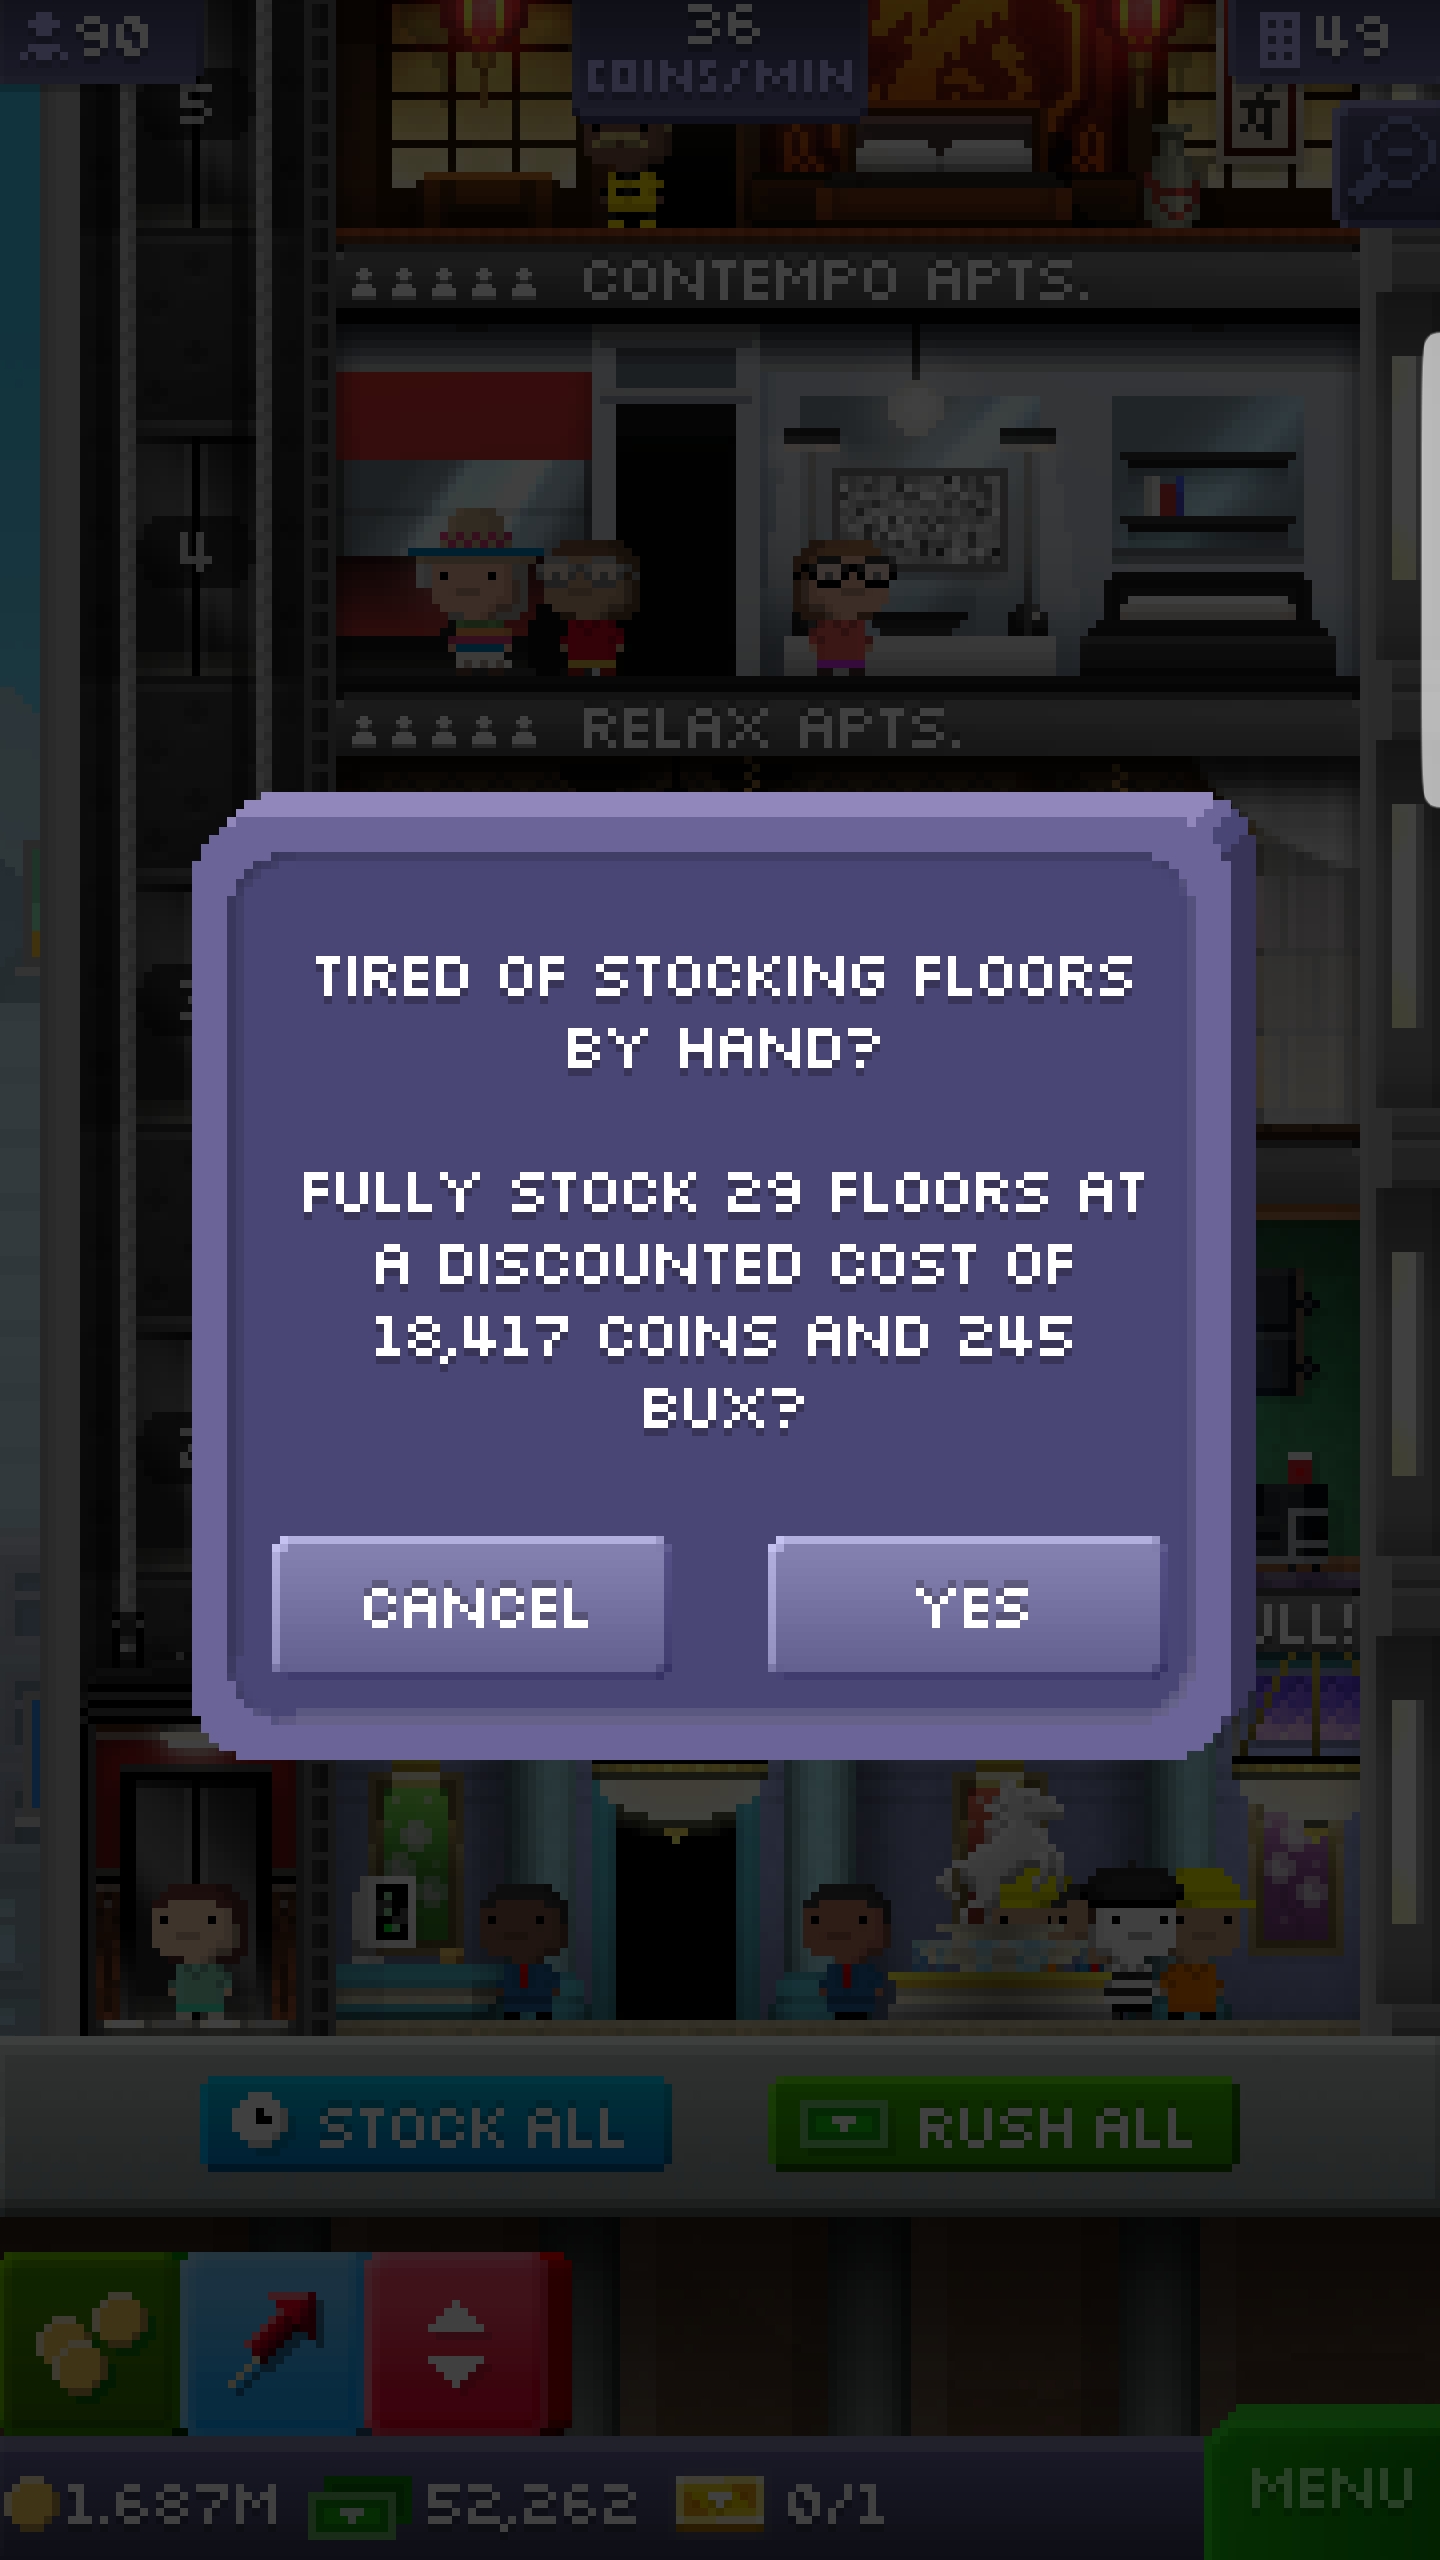 90
36
COINS/MIN
49
5
CONTEMPO APTS.
4
RELAX APTS.
TIRED OF STOCKING FLOORS
BY HAND?
FULLY STOCK 29 FLOORS AT
A DISCOUNTED COST OF
18,417 COINS AND 245
BUX?
CANCEL
YES
STOCK ALL
RUSH ALL
1.687M
52,262
0/1
MENU